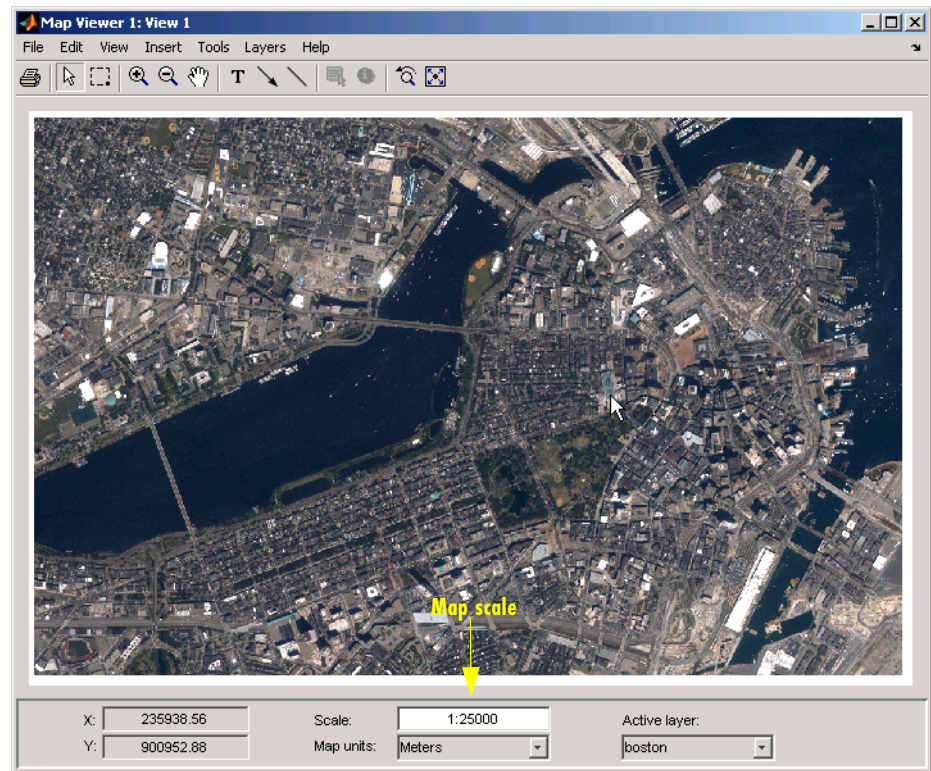 Map Viewer 1: View 1
File Edit View Insert Tools Layers Help
T
Map scale
X: 235938.56 Scale: 1:25000 Active layer:
Y: 900952.88 Map units: Meters boston